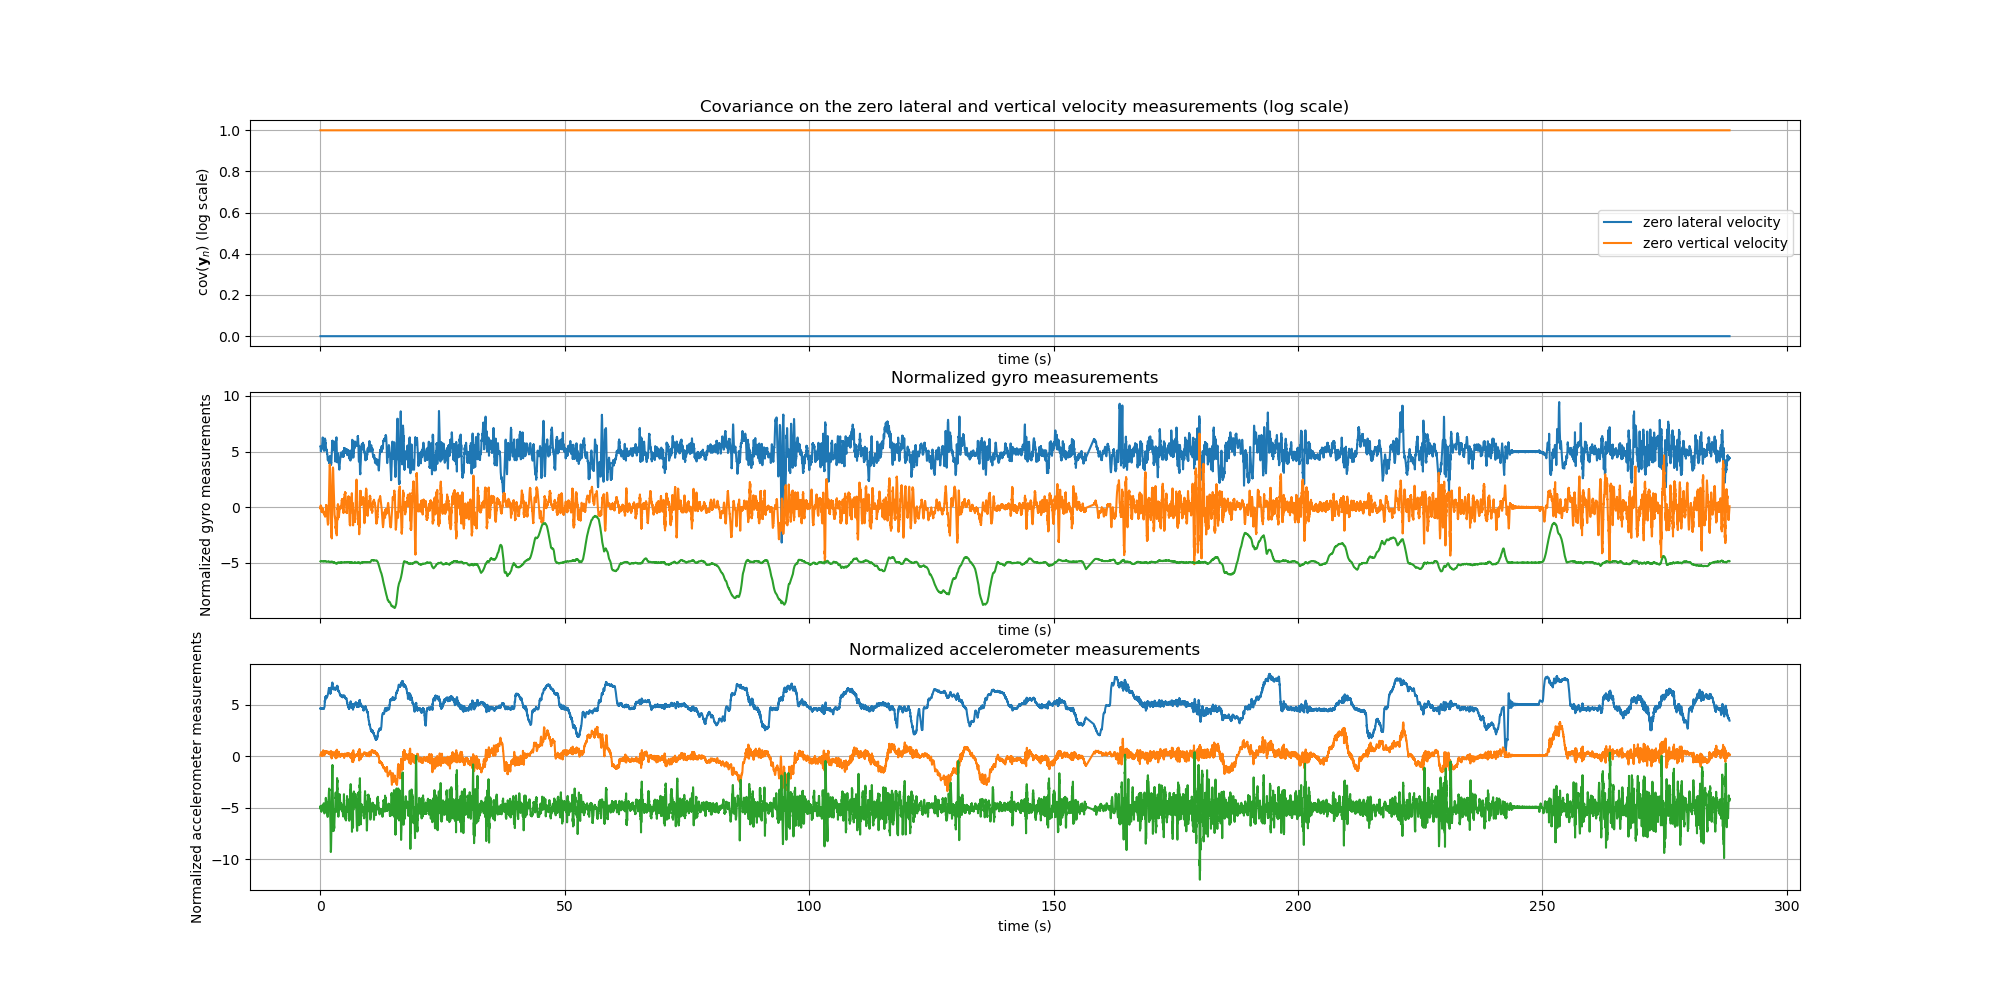 Covariance on the zero lateral and vertical velocity measurements (log scale)
cov(yₙ) (log scale)
1.0
0.8
0.6
0.4
0.2
0.0
zero lateral velocity
zero vertical velocity
time (s)
Normalized gyro measurements
Normalized gyro measurements
10
5
0
−5
time (s)
Normalized accelerometer measurements
Normalized accelerometer measurements
5
0
−5
−10
0 50 100 150 200 250 300
time (s)